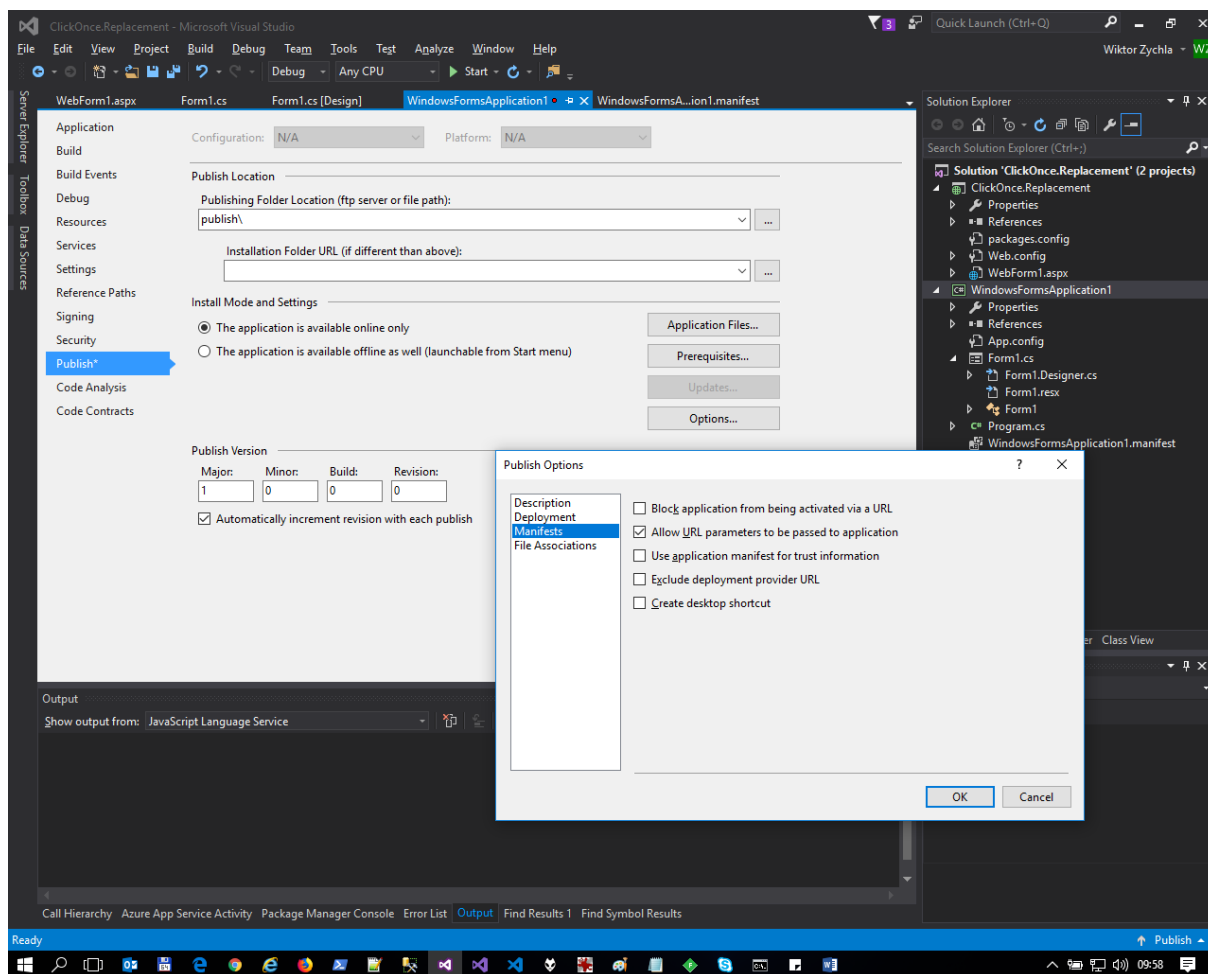 ClickOnce.Replacement - Microsoft Visual Studio
3
Quick Launch (Ctrl+Q)
File Edit View Project Build Debug Team Tools Test Analyze Window Help
Wiktor Zychla
WZ
Debug Any CPU Start
Server Explorer
Toolbox
Data Sources
WebForm1.aspx Form1.cs Form1.cs [Design] WindowsFormsApplication1 WindowsFormsA...ion1.manifest
Application
Build
Build Events
Debug
Resources
Services
Settings
Reference Paths
Signing
Security
Publish*
Code Analysis
Code Contracts
Configuration: N/A Platform: N/A
Publish Location
Publishing Folder Location (ftp server or file path):
publish\
...
Installation Folder URL (if different than above):
...
Install Mode and Settings
The application is available online only
The application is available offline as well (launchable from Start menu)
Application Files...
Prerequisites...
Updates...
Options...
Publish Version
Major: Minor: Build: Revision:
1 0 0 0
Automatically increment revision with each publish
Publish Options
?
Description
Deployment
Manifests
File Associations
Block application from being activated via a URL
Allow URL parameters to be passed to application
Use application manifest for trust information
Exclude deployment provider URL
Create desktop shortcut
OK Cancel
Solution Explorer
Search Solution Explorer (Ctrl+;)
Solution 'ClickOnce.Replacement' (2 projects)
ClickOnce.Replacement
Properties
References
packages.config
Web.config
WebForm1.aspx
C# WindowsFormsApplication1
Properties
References
App.config
Form1.cs
Form1.Designer.cs
Form1.resx
Form1
C# Program.cs
WindowsFormsApplication1.manifest
er Class View
Output
Show output from: JavaScript Language Service
Call Hierarchy Azure App Service Activity Package Manager Console Error List Output Find Results 1 Find Symbol Results
Ready
Publish
09:58